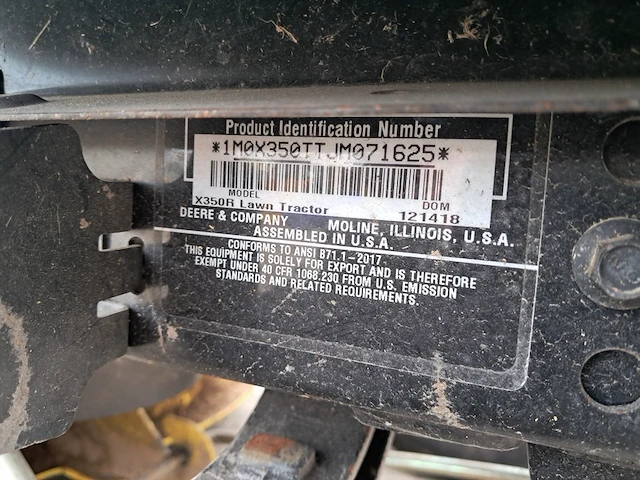 Product Identification Number
*1M0X350ITJM071625*
MODEL DOM
X350R Lawn Tractor 121418
DEERE & COMPANY MOLINE, ILLINOIS, U.S.A.
ASSEMBLED IN U.S.A.
CONFORMS TO ANSI B71.1-2017
THIS EQUIPMENT IS SOLELY FOR EXPORT AND IS THEREFORE
EXEMPT UNDER 40 CFR 1068.230 FROM U.S. EMISSION
STANDARDS AND RELATED REQUIREMENTS.